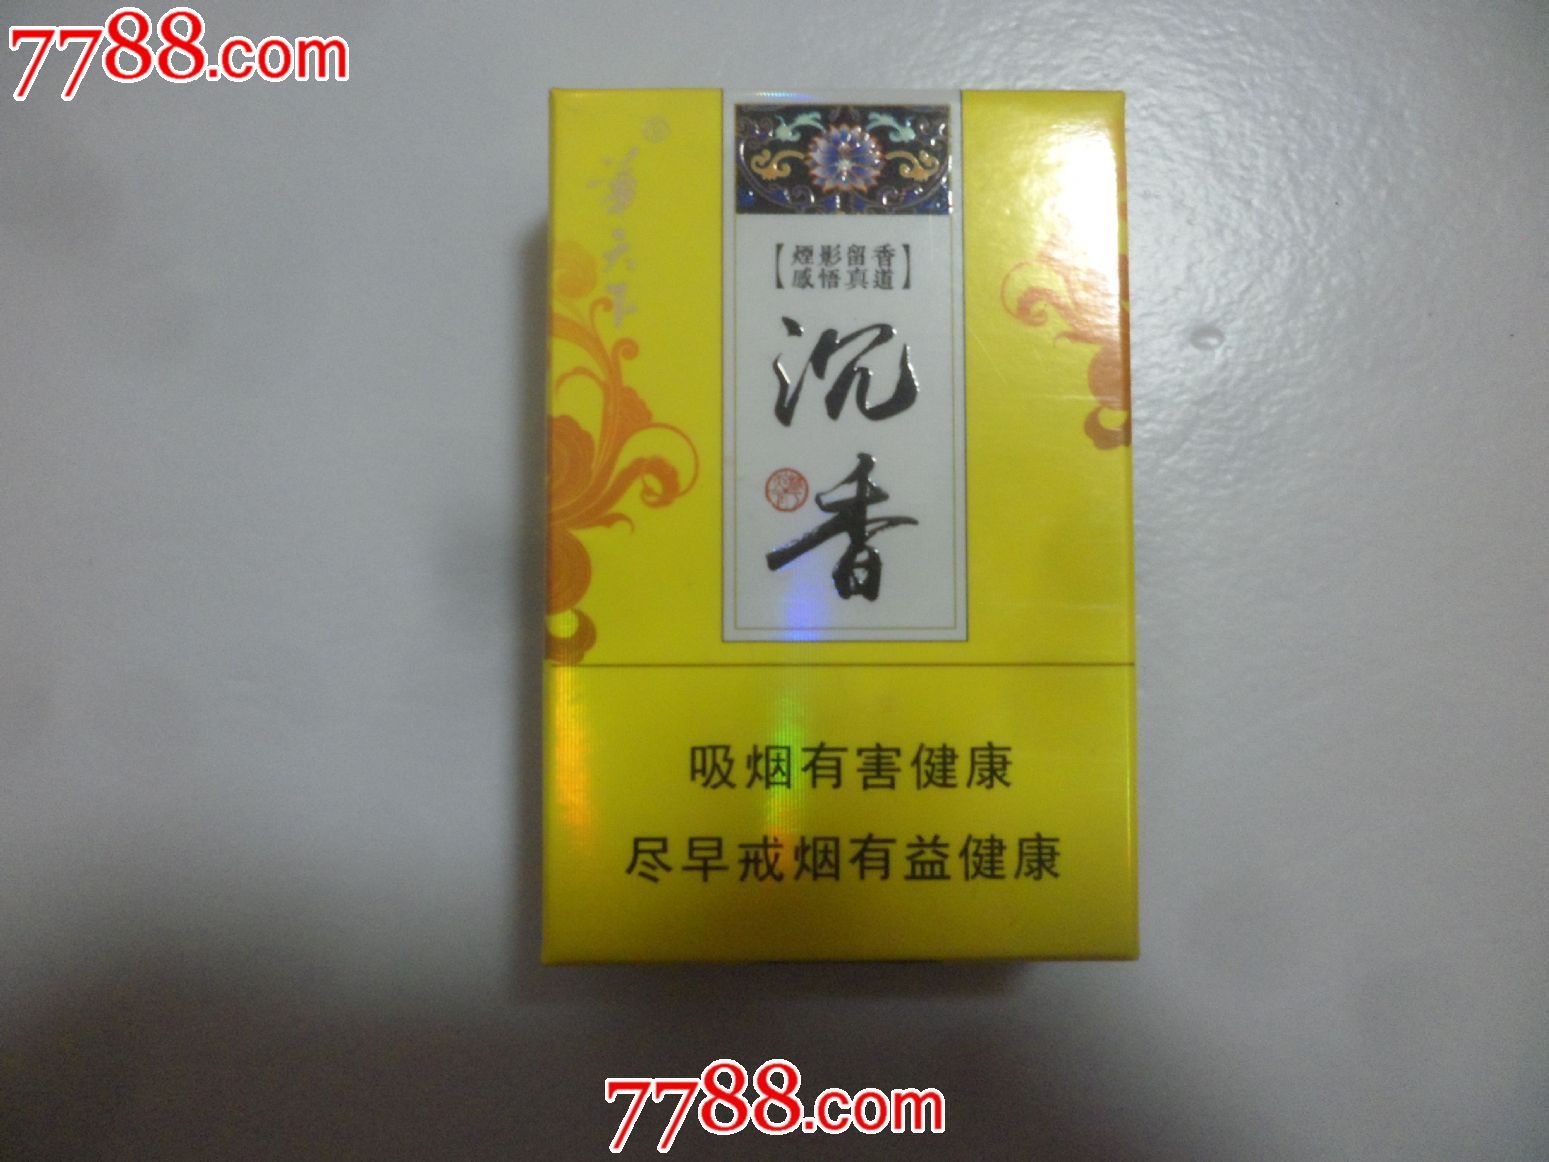 7788.com
【煙影留香
感悟真道】
沉
香
吸烟有害健康
尽早戒烟有益健康
7788.com